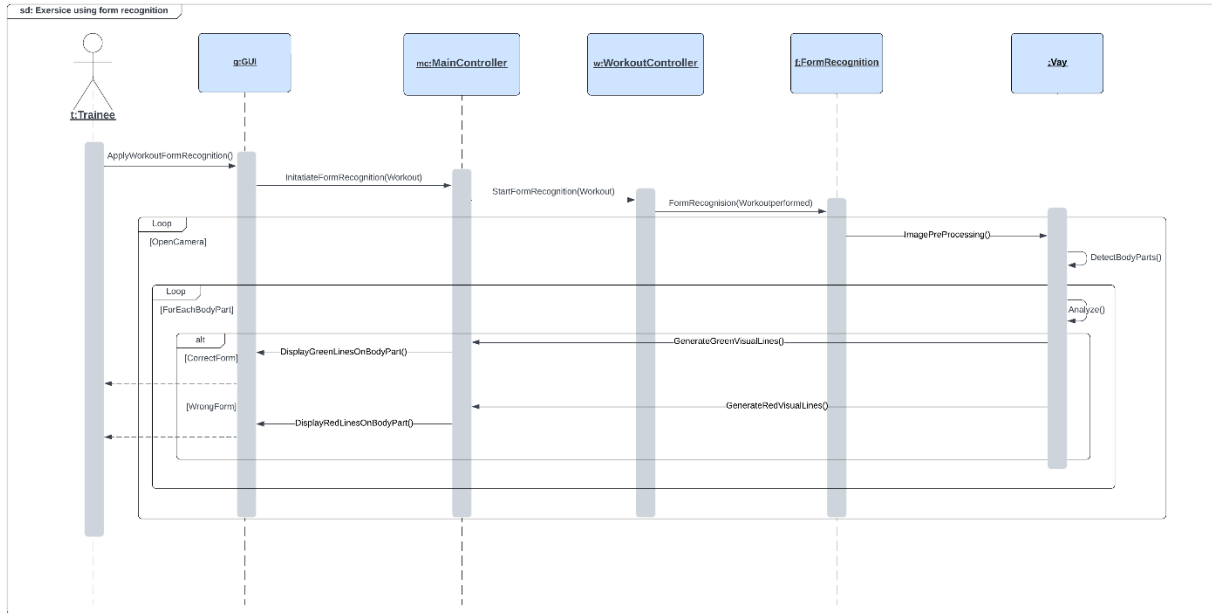 sd: Exersice using form recognition
t:Trainee
g:GUI
mc:MainController
w:WorkoutController
f:FormRecognition
:Vay
ApplyWorkoutFormRecognition()
InitatiateFormRecognition(Workout)
StartFormRecognition(Workout)
FormRecognision(Workoutperformed)
Loop
[OpenCamera]
ImagePreProcessing()
DetectBodyParts()
Loop
[ForEachBodyPart]
Analyze()
alt
[CorrectForm]
DisplayGreenLinesOnBodyPart()
GenerateGreenVisualLines()
[WrongForm]
GenerateRedVisualLines()
DisplayRedLinesOnBodyPart()